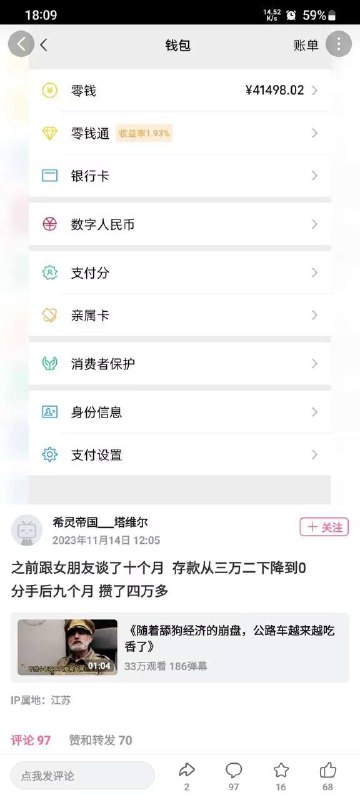 18:09
14.52 K/s 59%
钱包 账单
零钱 ¥41498.02
零钱通 收益率1.93%
银行卡
数字人民币
支付分
亲属卡
消费者保护
身份信息
支付设置
希灵帝国___塔维尔
2023年11月14日 12:05
+ 关注
之前跟女朋友谈了十个月 存款从三万二下降到0
分手后九个月 攒了四万多
01:04
《随着舔狗经济的崩盘，公路车越来越吃
香了》
33万观看 186弹幕
IP属地：江苏
评论 97 赞和转发 70
点我发评论
2 97 16 68